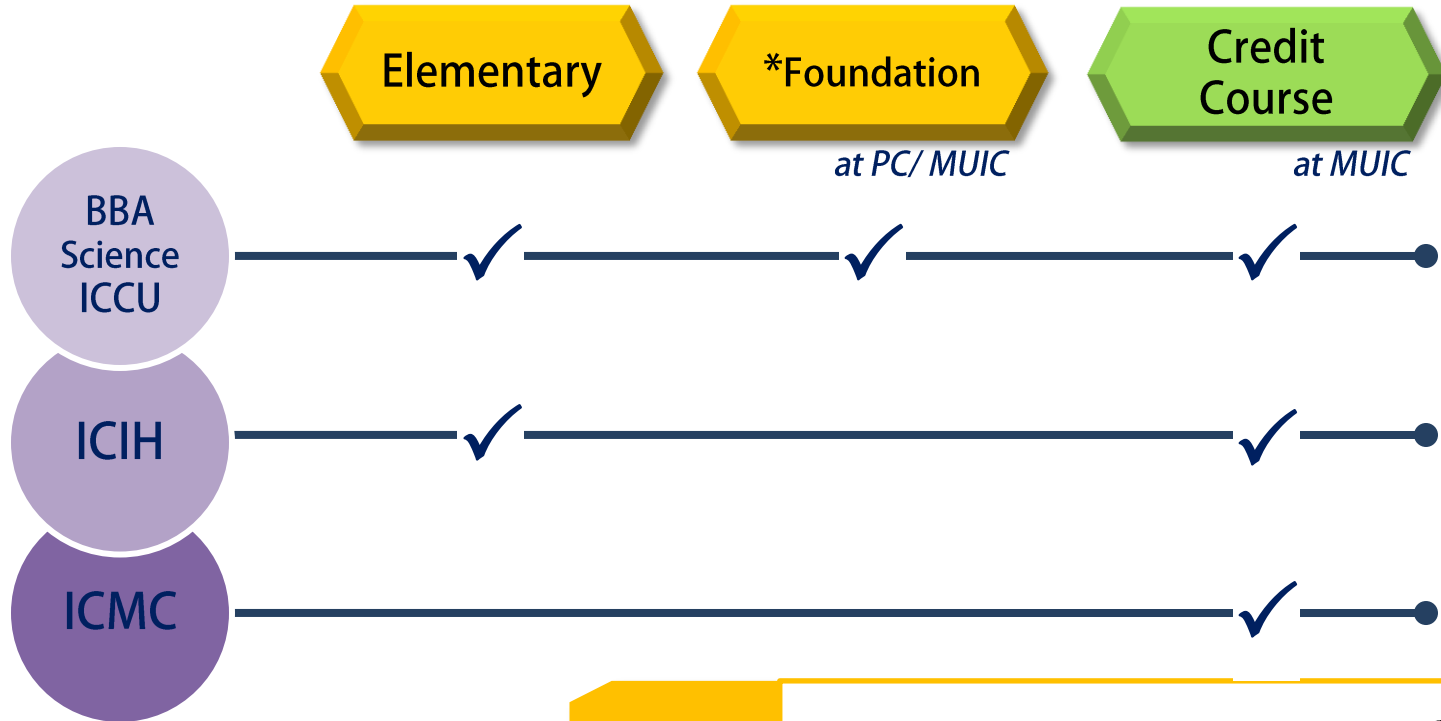 Elementary
*Foundation
Credit
Course
at PC/ MUIC
at MUIC
BBA
Science
ICCU
ICIH
ICMC